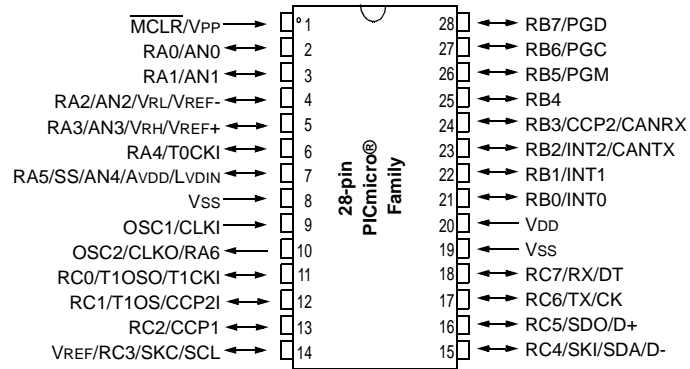 MCLR/VPP 1
RA0/AN0 2
RA1/AN1 3
RA2/AN2/VRL/VREF- 4
RA3/AN3/VRH/VREF+ 5
RA4/T0CKI 6
RA5/SS/AN4/AVDD/LVDIN 7
VSS 8
OSC1/CLKI 9
OSC2/CLKO/RA6 10
RC0/T1OSO/T1CKI 11
RC1/T1OS/CCP2I 12
RC2/CCP1 13
VREF/RC3/SKC/SCL 14
28-pin
PICmicro®
Family
28 RB7/PGD
27 RB6/PGC
26 RB5/PGM
25 RB4
24 RB3/CCP2/CANRX
23 RB2/INT2/CANTX
22 RB1/INT1
21 RB0/INT0
20 VDD
19 VSS
18 RC7/RX/DT
17 RC6/TX/CK
16 RC5/SDO/D+
15 RC4/SKI/SDA/D-